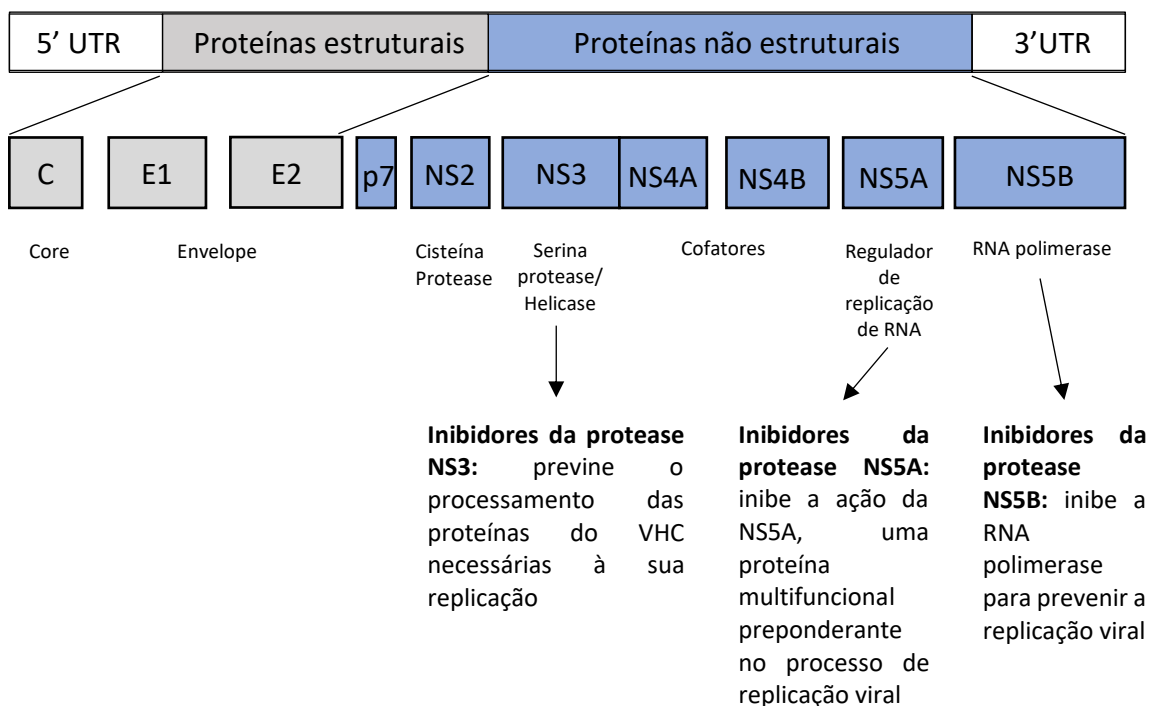 5’ UTR
Proteínas estruturais
Proteínas não estruturais
3’UTR
C
E1
E2
p7
NS2
NS3
NS4A
NS4B
NS5A
NS5B
Core
Envelope
Cisteína
Protease
Serina
protease/
Helicase
Cofatores
Regulador
de
replicação
de RNA
RNA polimerase
Inibidores da protease
NS3: previne o
processamento das
proteínas do VHC
necessárias à sua
replicação
Inibidores da
protease NS5A:
inibe a ação da
NS5A, uma
proteína
multifuncional
preponderante
no processo de
replicação viral
Inibidores da
protease
NS5B: inibe a
RNA
polimerase
para prevenir a
replicação viral